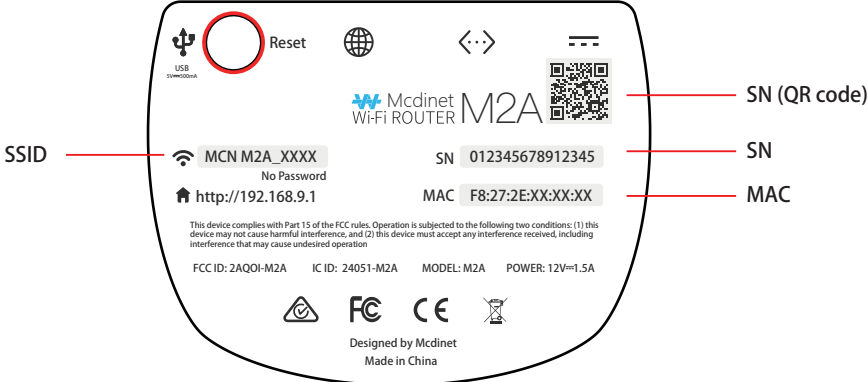 Reset
USB
5V⎓500mA
Mcdinet
Wi-Fi ROUTER M2A
SN (QR code)
SSID
MCN M2A_XXXX
No Password
http://192.168.9.1
SN 012345678912345
SN
MAC F8:27:2E:XX:XX:XX
MAC
This device complies with Part 15 of the FCC rules. Operation is subjected to the following two conditions: (1) this
device may not cause harmful interference, and (2) this device must accept any interference received, including
interference that may cause undesired operation
FCC ID: 2AQOI-M2A IC ID: 24051-M2A MODEL: M2A POWER: 12V⎓1.5A
FC CE
Designed by Mcdinet
Made in China